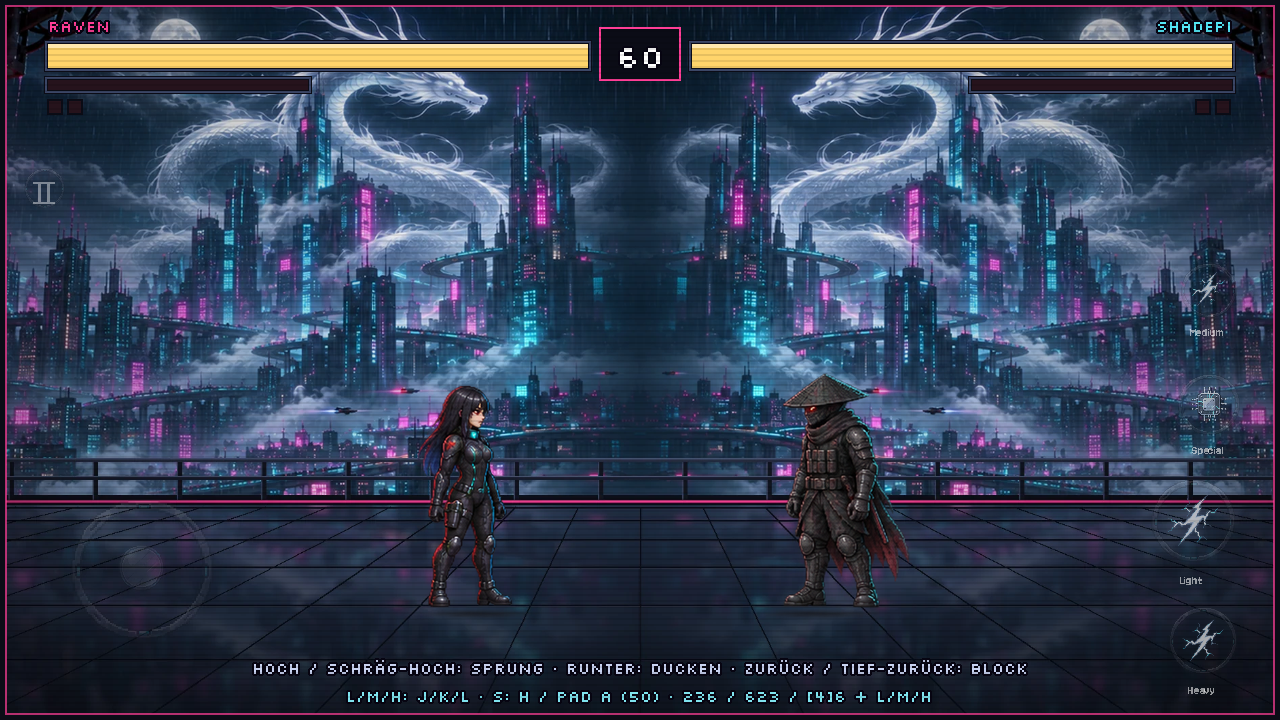 RAVEN
SHADEPI
60
Medium
Special
Light
HOCH / SCHRÄG-HOCH: SPRUNG · RUNTER: DUCKEN · ZURÜCK / TIEF-ZURÜCK: BLOCK
L/M/H: J/K/L · S: H / PAD A (50) · 236 / 623 / [4]6 + L/M/H
Heavy